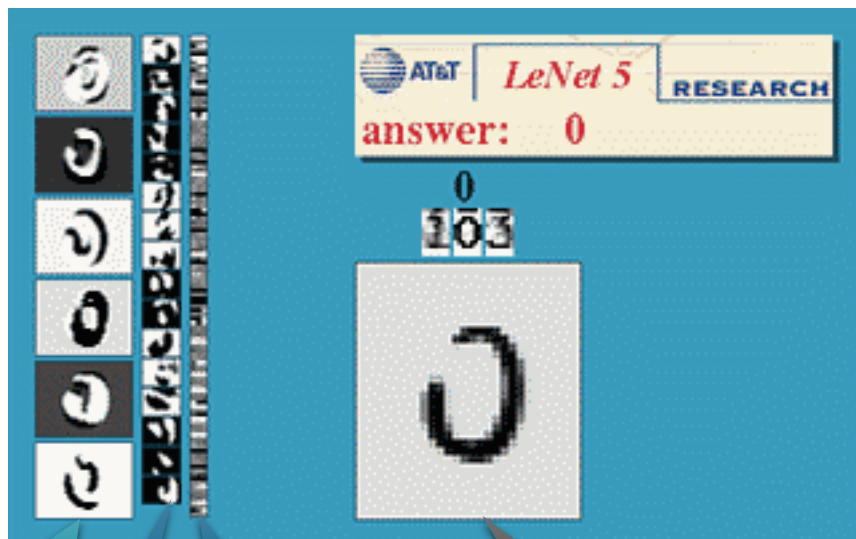 AT&T
LeNet 5
RESEARCH
answer: 0
0
103